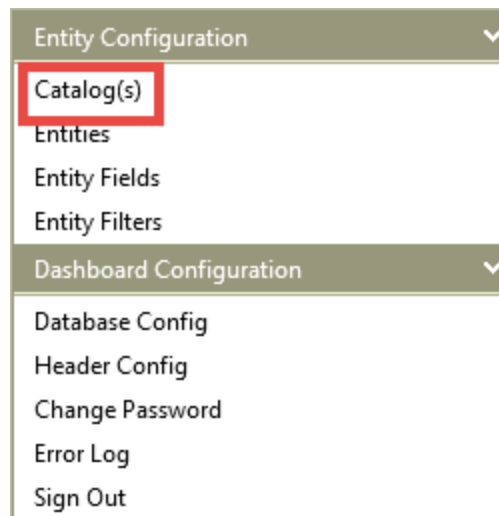 Entity Configuration
Catalog(s)
Entities
Entity Fields
Entity Filters
Dashboard Configuration
Database Config
Header Config
Change Password
Error Log
Sign Out